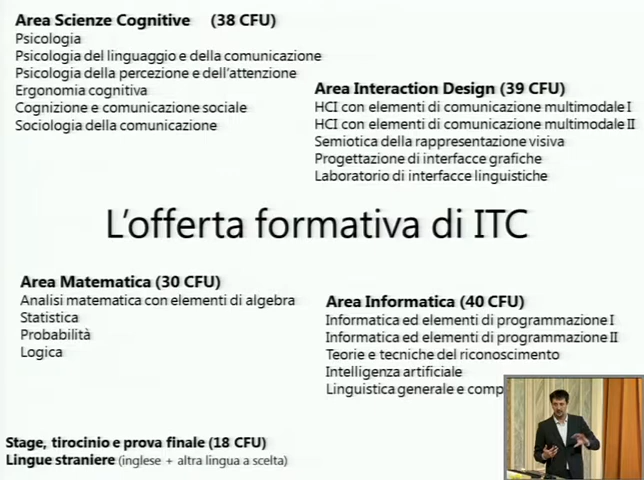 Area Scienze Cognitive (38 CFU)
Psicologia
Psicologia del linguaggio e della comunicazione
Psicologia della percezione e dell'attenzione
Ergonomia cognitiva
Cognizione e comunicazione sociale
Sociologia della comunicazione
Area Interaction Design (39 CFU)
HCI con elementi di comunicazione multimodale I
HCI con elementi di comunicazione multimodale II
Semiotica della rappresentazione visiva
Progettazione di interfacce grafiche
Laboratorio di interfacce linguistiche
L'offerta formativa di ITC
Area Matematica (30 CFU)
Analisi matematica con elementi di algebra
Statistica
Probabilità
Logica
Area Informatica (40 CFU)
Informatica ed elementi di programmazione I
Informatica ed elementi di programmazione II
Teorie e tecniche del riconoscimento
Intelligenza artificiale
Linguistica generale e
Stage, tirocinio e prova finale (18 CFU)
Lingue straniere (inglese + altra lingua a scelta)